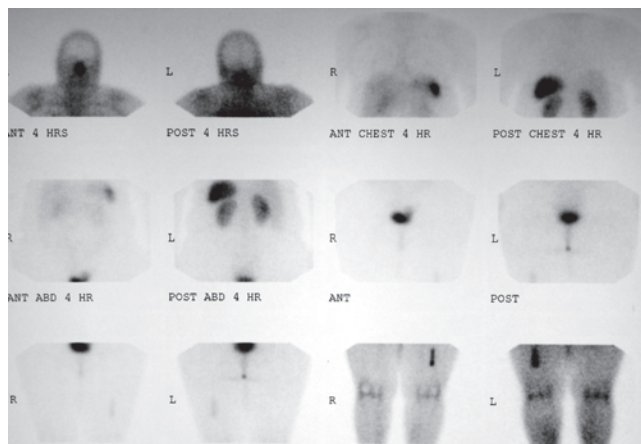 L R L
ANT 4 HRS POST 4 HRS ANT CHEST 4 HR POST CHEST 4 HR
R L R L
ANT ABD 4 HR POST ABD 4 HR ANT POST
R L R L